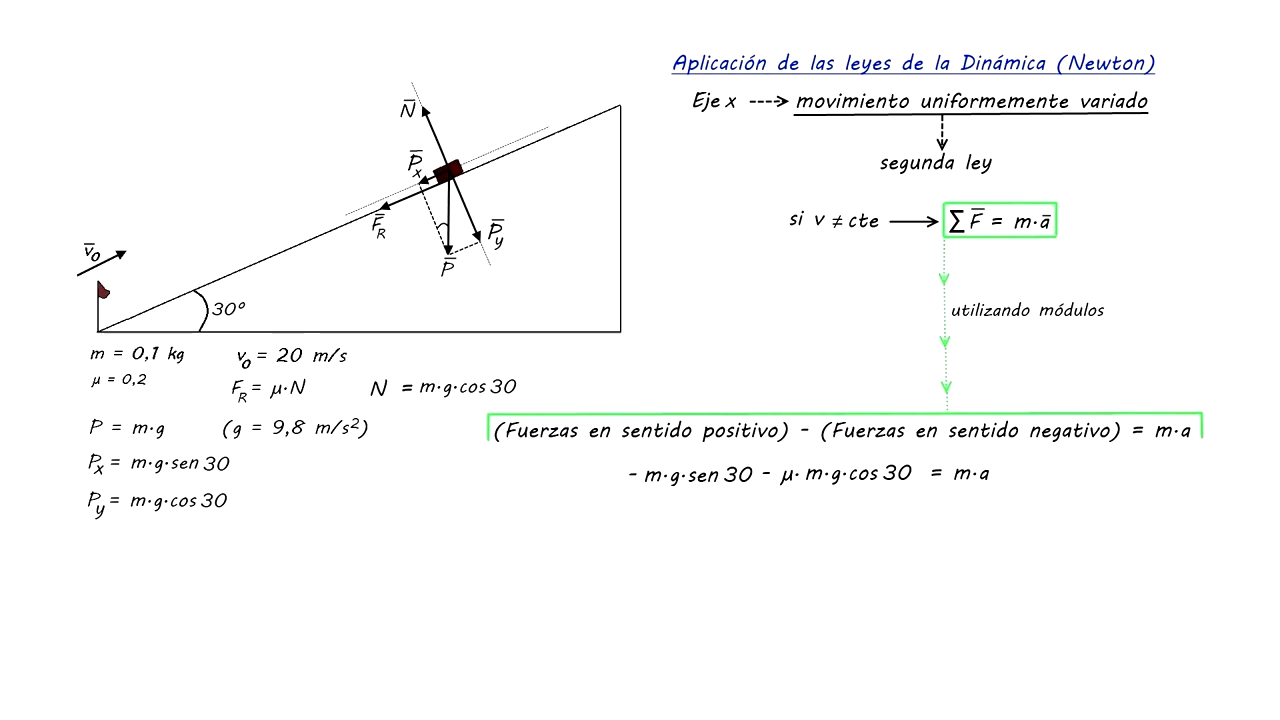 Aplicación de las leyes de la Dinámica (Newton)
Eje x ----> movimiento uniformemente variado
segunda ley
si v ≠ cte ⟶ ∑F̅ = m·a̅
utilizando módulos
(Fuerzas en sentido positivo) - (Fuerzas en sentido negativo) = m·a
- m·g·sen 30 - μ· m·g·cos 30 = m·a
N̅
P̅x
F̅R
P̅y
P̅
v̅o
30º
m = 0,1 kg
vo = 20 m/s
μ = 0,2
FR = μ·N
N = m·g·cos 30
P = m·g
(g = 9,8 m/s²)
Px = m·g·sen 30
Py = m·g·cos 30